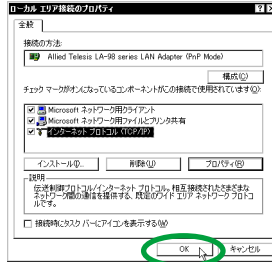 ローカル エリア接続のプロパティ
全般
接続の方法:
Allied Telesis LA-98 series LAN Adapter (PnP Mode)
構成(C)
チェック マークがオンになっているコンポーネントがこの接続で使用されています(O):
Microsoft ネットワーク用クライアント
Microsoft ネットワーク用ファイルとプリンタ共有
インターネット プロトコル (TCP/IP)
インストール(I)...
削除(U)
プロパティ(R)
説明
伝送制御プロトコル/インターネット プロトコル。相互接続されたさまざまな
ネットワーク間の通信を提供する、既定のワイド エリア ネットワーク プロトコ
ルです。
接続時にタスク バーにアイコンを表示する(W)
OK
キャンセル